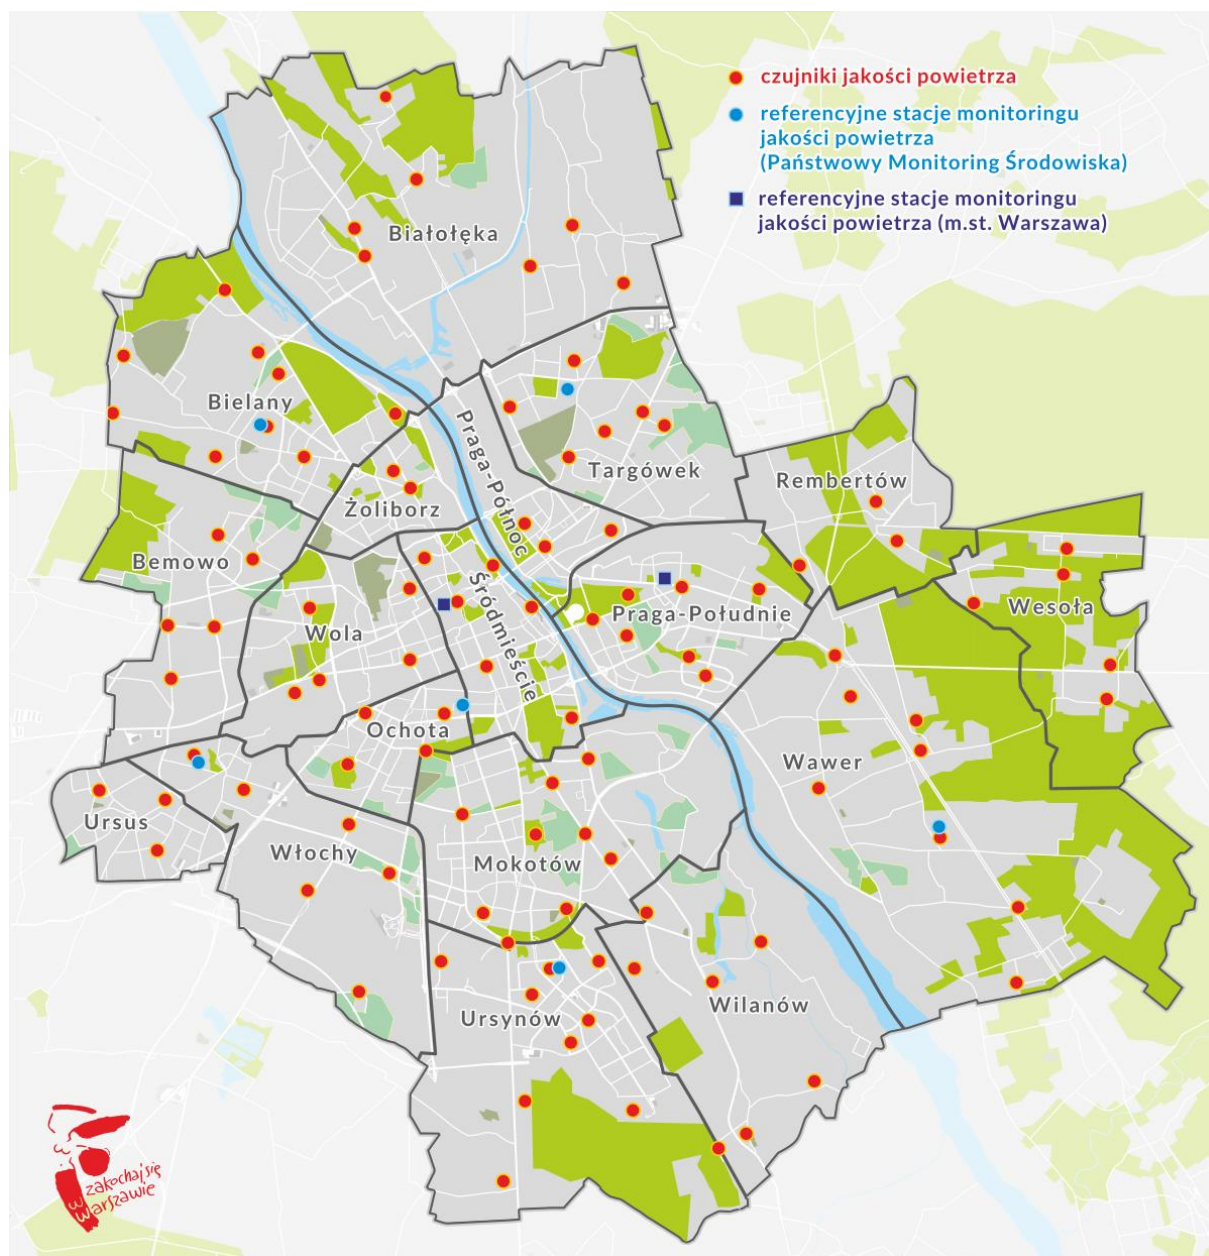 czujniki jakości powietrza
referencyjne stacje monitoringu
jakości powietrza
(Państwowy Monitoring Środowiska)
referencyjne stacje monitoringu
jakości powietrza (m.st. Warszawa)
Białołęka
Bielany
Praga-Północ
Targówek
Rembertów
Żoliborz
Bemowo
Śródmieście
Wesoła
Praga-Południe
Wola
Ochota
Wawer
Ursus
Włochy
Mokotów
Wilanów
Ursynów
zakochaj się
w
Warszawie